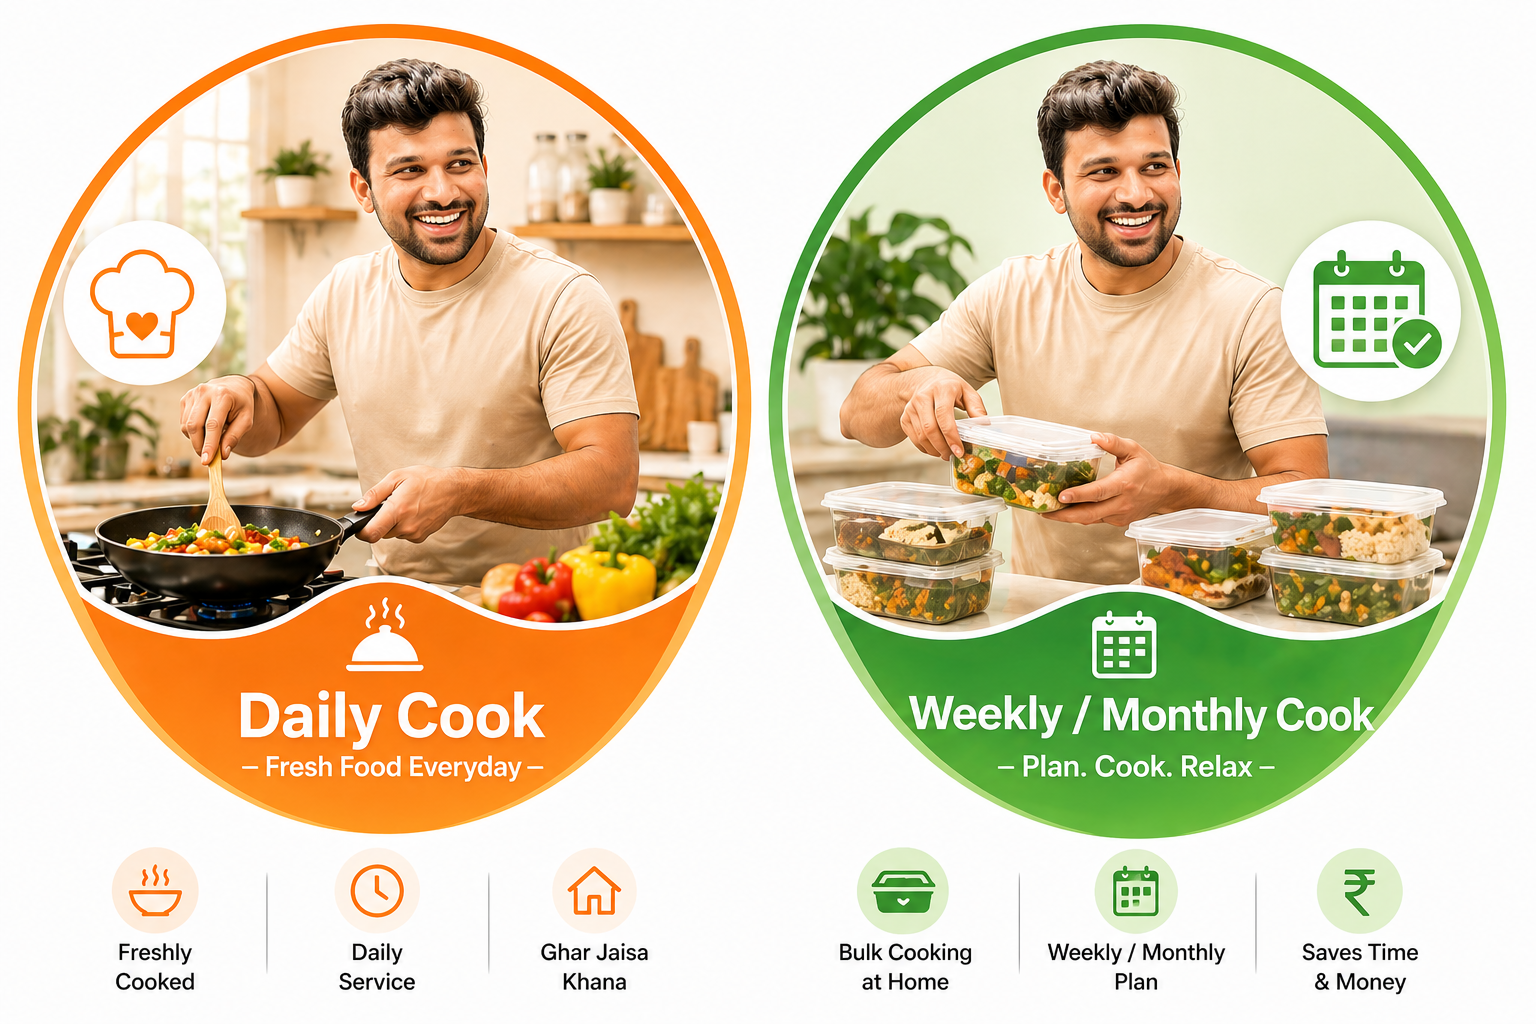 Daily Cook
– Fresh Food Everyday –
Freshly
Cooked
Daily
Service
Ghar Jaisa
Khana
Weekly / Monthly Cook
– Plan. Cook. Relax –
Bulk Cooking
at Home
Weekly / Monthly
Plan
₹
Saves Time
& Money